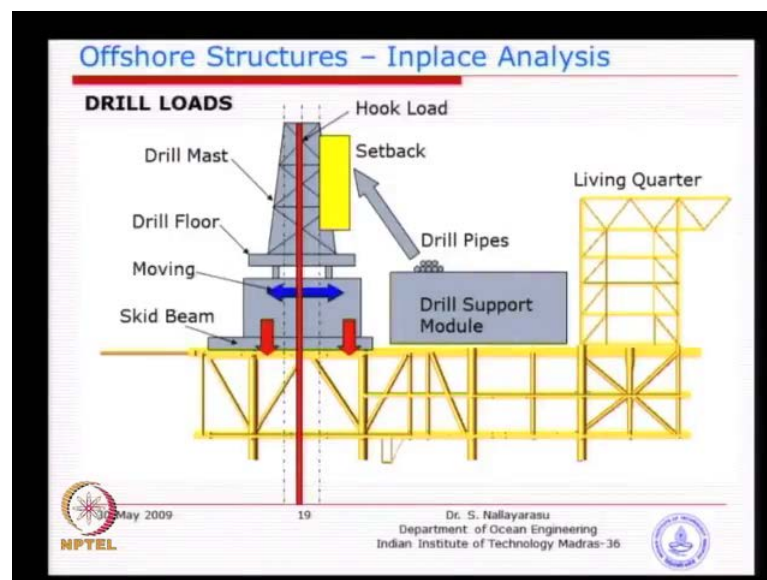 Offshore Structures – Inplace Analysis
DRILL LOADS
Hook Load
Drill Mast
Setback
Living Quarter
Drill Floor
Drill Pipes
Moving
Drill Support
Module
Skid Beam
30 May 2009
19
Dr. S. Nallayarasu
Department of Ocean Engineering
Indian Institute of Technology Madras-36
NPTEL